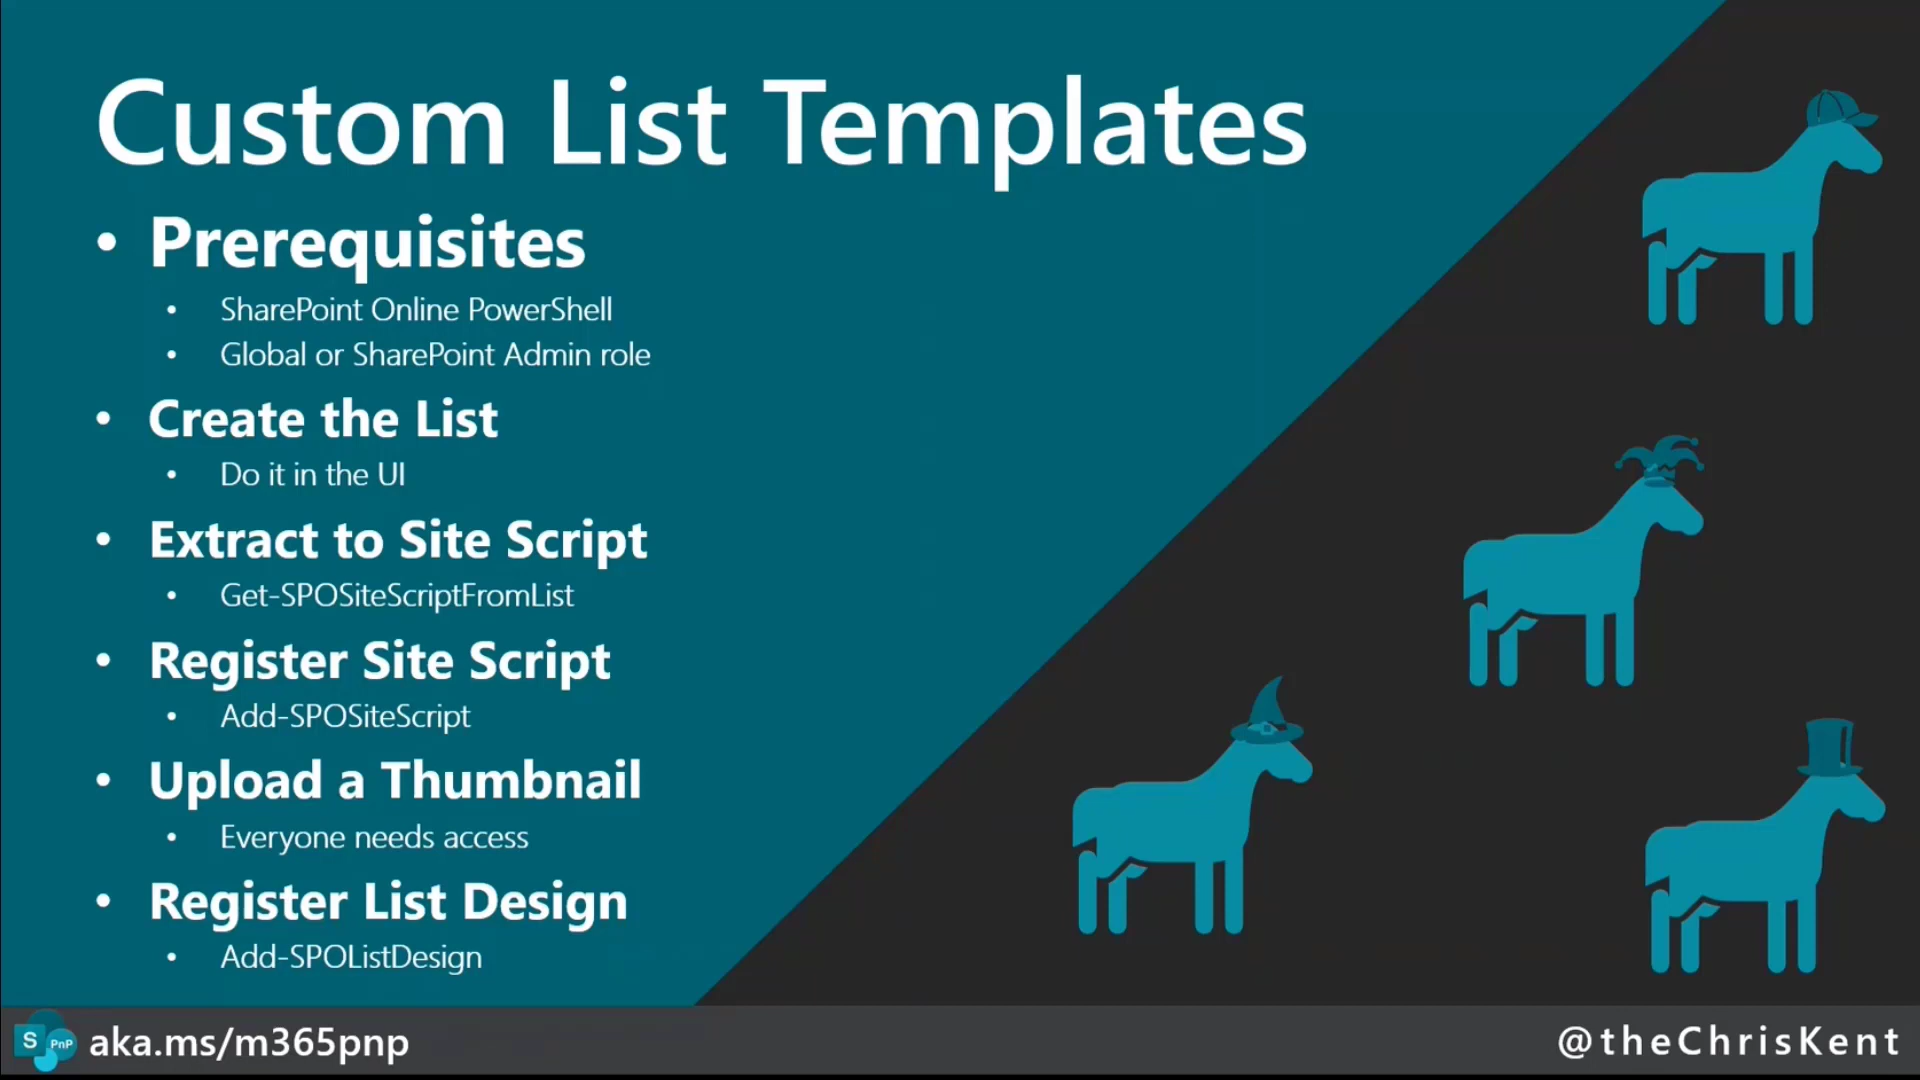 Custom List Templates
• Prerequisites
• SharePoint Online PowerShell
• Global or SharePoint Admin role
• Create the List
• Do it in the UI
• Extract to Site Script
• Get-SPOSiteScriptFromList
• Register Site Script
• Add-SPOSiteScript
• Upload a Thumbnail
• Everyone needs access
• Register List Design
• Add-SPOListDesign
S PnP aka.ms/m365pnp
@theChrisKent